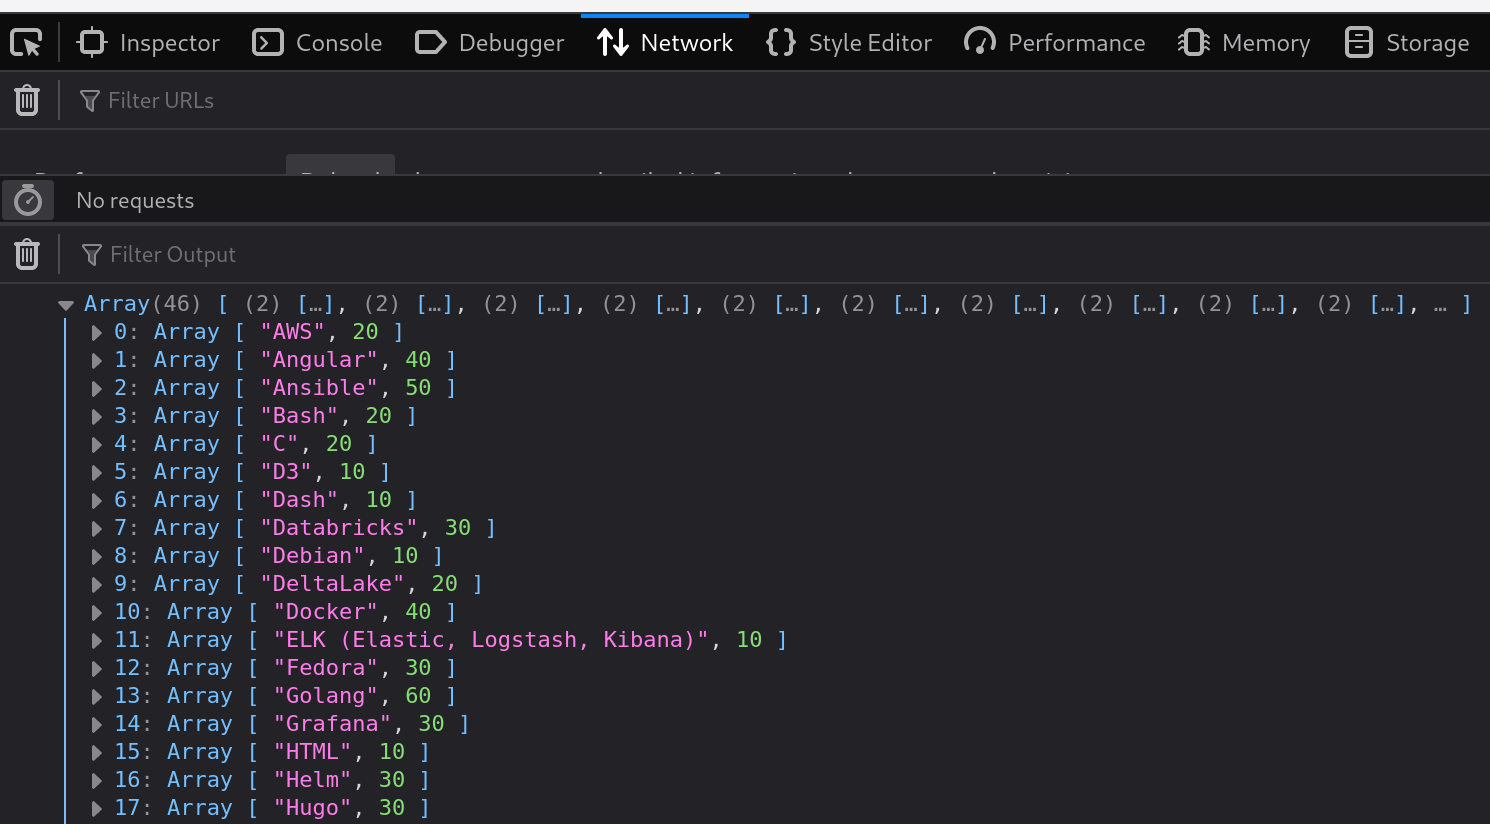 Inspector Console Debugger Network Style Editor Performance Memory Storage
Filter URLs
No requests
Filter Output
Array(46) [ (2) […], (2) […], (2) […], (2) […], (2) […], (2) […], (2) […], (2) […], (2) […], (2) […], … ]
0: Array [ "AWS", 20 ]
1: Array [ "Angular", 40 ]
2: Array [ "Ansible", 50 ]
3: Array [ "Bash", 20 ]
4: Array [ "C", 20 ]
5: Array [ "D3", 10 ]
6: Array [ "Dash", 10 ]
7: Array [ "Databricks", 30 ]
8: Array [ "Debian", 10 ]
9: Array [ "DeltaLake", 20 ]
10: Array [ "Docker", 40 ]
11: Array [ "ELK (Elastic, Logstash, Kibana)", 10 ]
12: Array [ "Fedora", 30 ]
13: Array [ "Golang", 60 ]
14: Array [ "Grafana", 30 ]
15: Array [ "HTML", 10 ]
16: Array [ "Helm", 30 ]
17: Array [ "Hugo", 30 ]